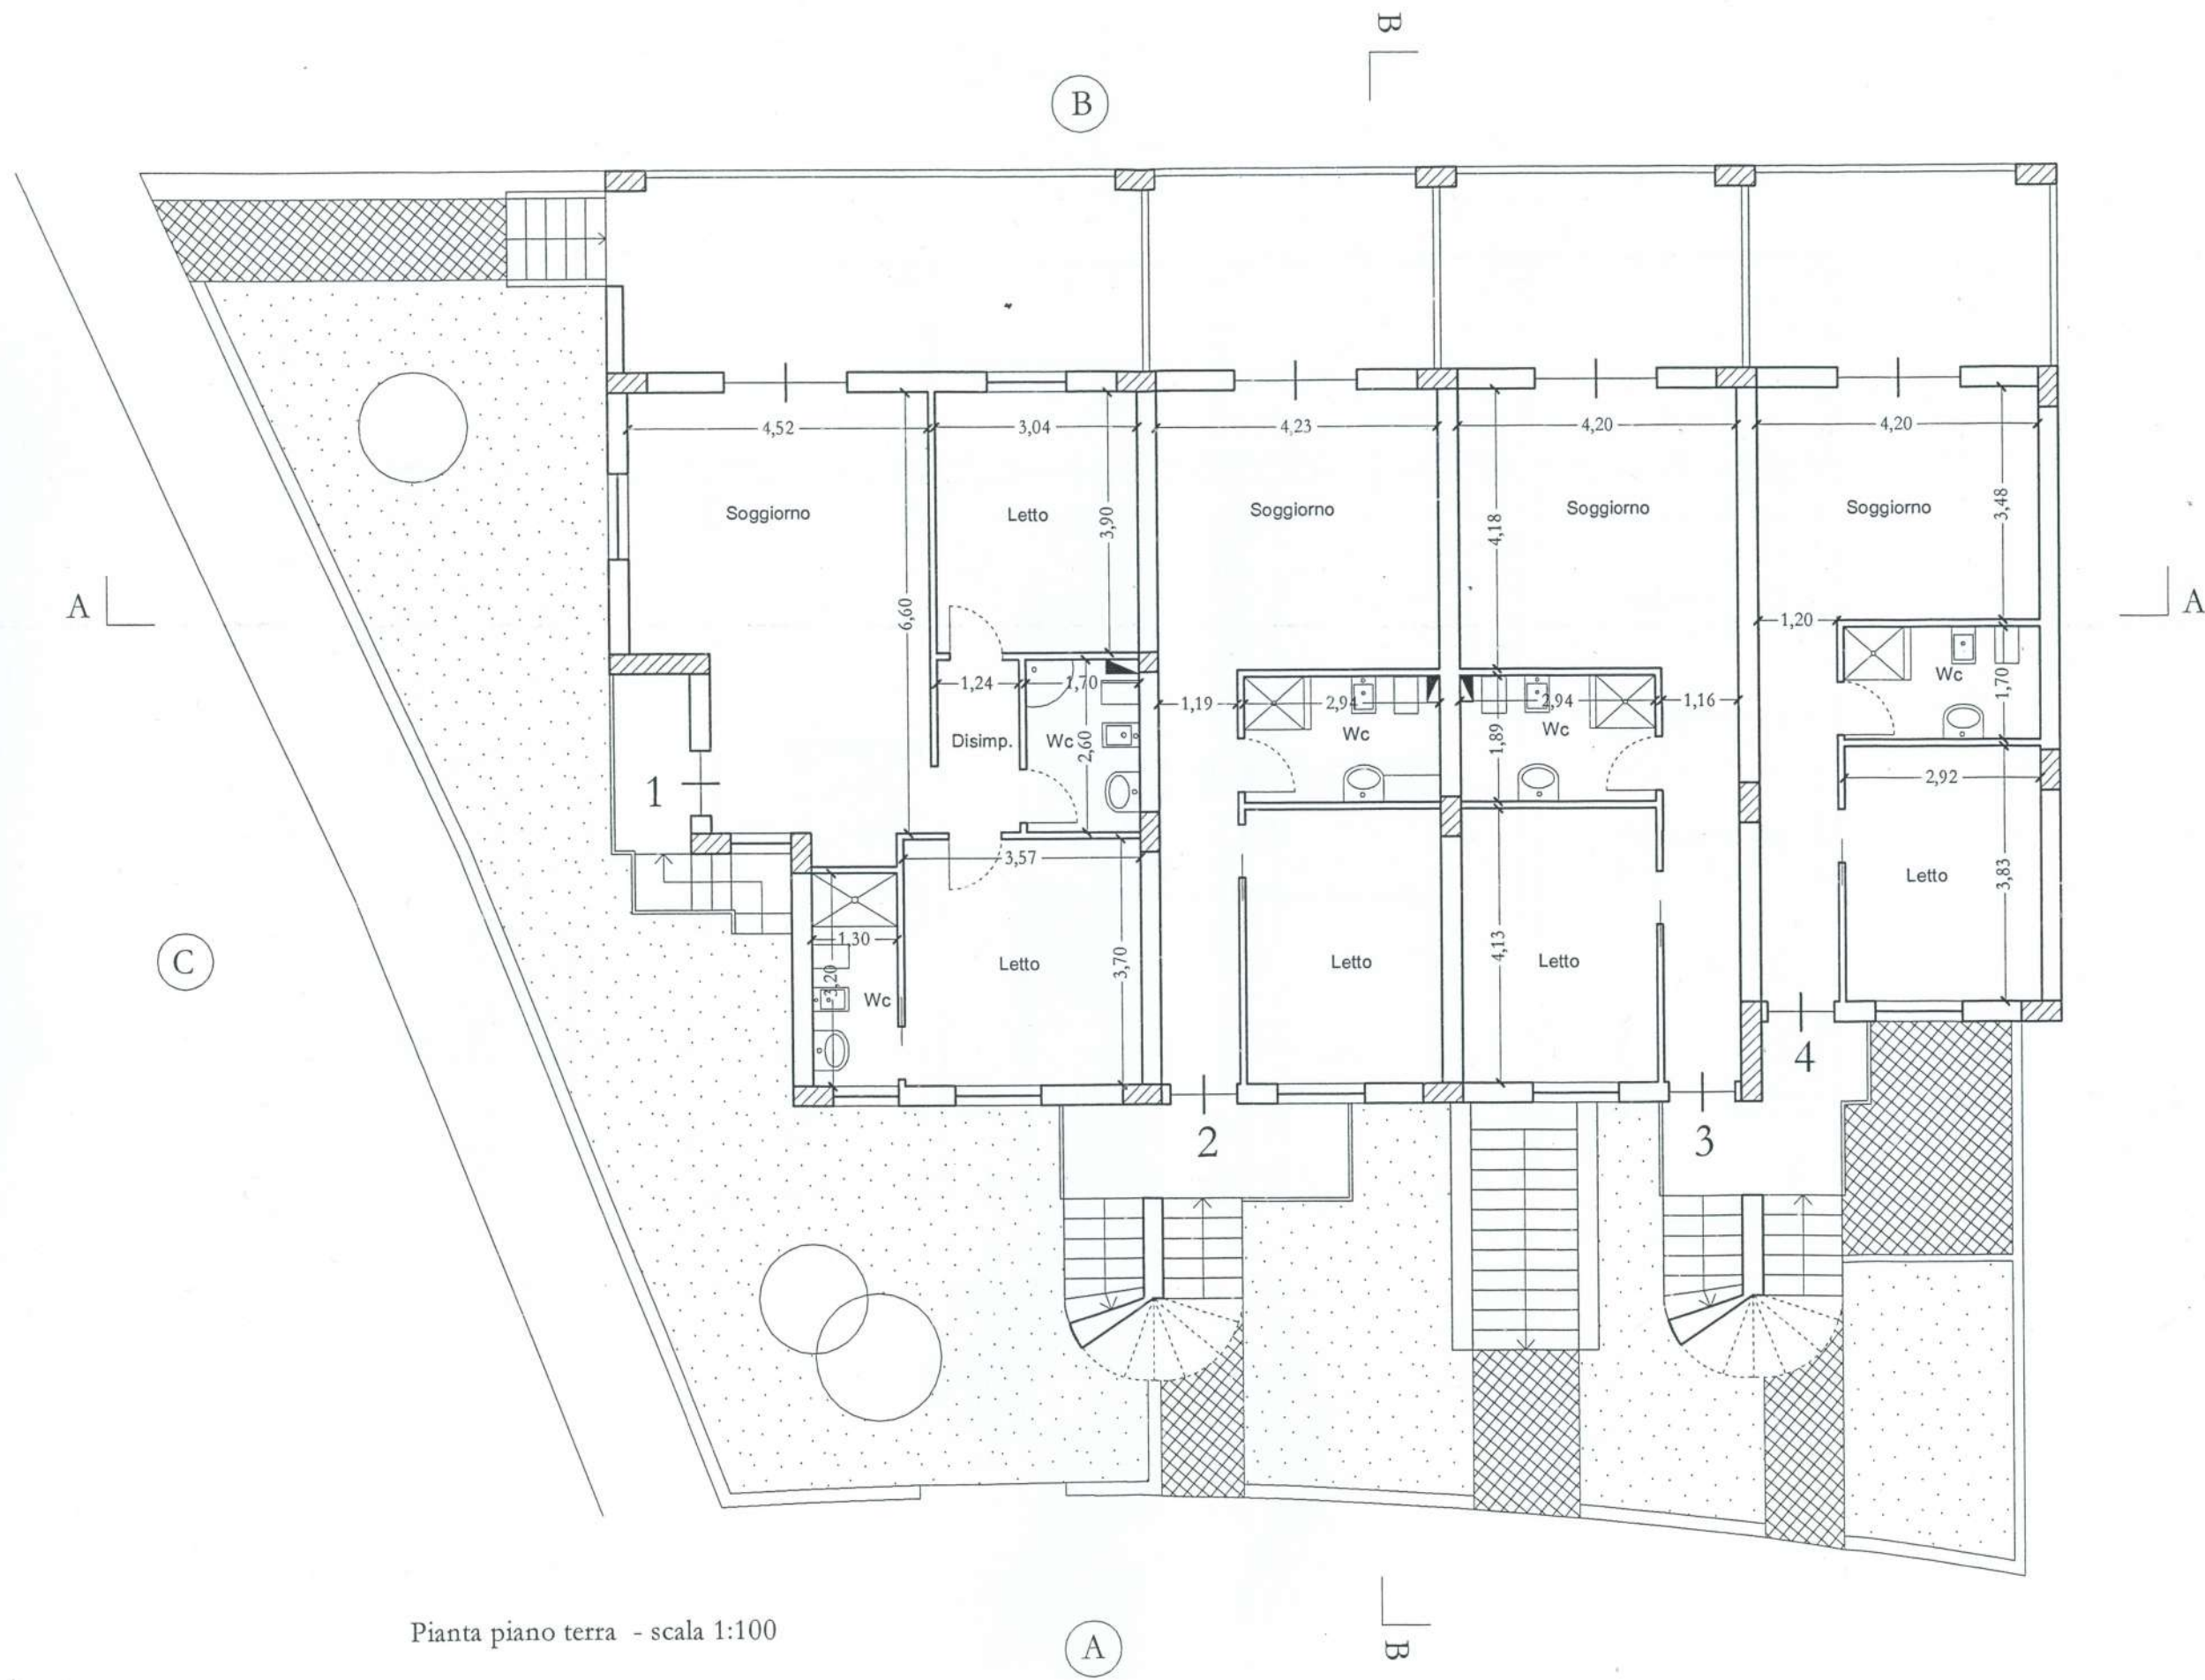 B
B
4,52
3,04
4,23
4,20
4,20
Soggiorno
Letto
Soggiorno
Soggiorno
Soggiorno
3,90
4,18
3,48
A
A
6,60
1,20
1,24
1,70
1,19
2,94
2,94
1,16
Wc
1,70
Disimp.
Wc
2,60
Wc
1,89
Wc
1
2,92
3,57
Letto
3,83
C
1,30
3,20
Wc
Letto
3,70
Letto
4,13
Letto
4
2
3
Pianta piano terra - scala 1:100
A
B